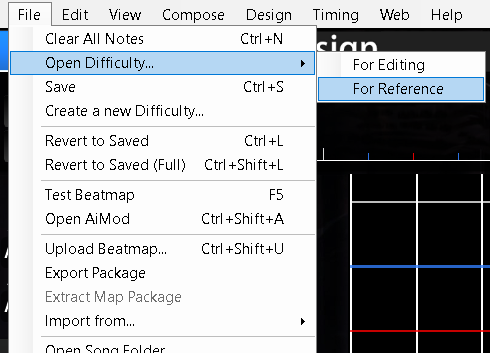 File Edit View Compose Design Timing Web Help
Clear All Notes Ctrl+N
Open Difficulty...
For Editing
For Reference
Save Ctrl+S
Create a new Difficulty...
Revert to Saved Ctrl+L
Revert to Saved (Full) Ctrl+Shift+L
Test Beatmap F5
Open AiMod Ctrl+Shift+A
Upload Beatmap... Ctrl+Shift+U
Export Package
Extract Map Package
Import from...
Open Song Folder